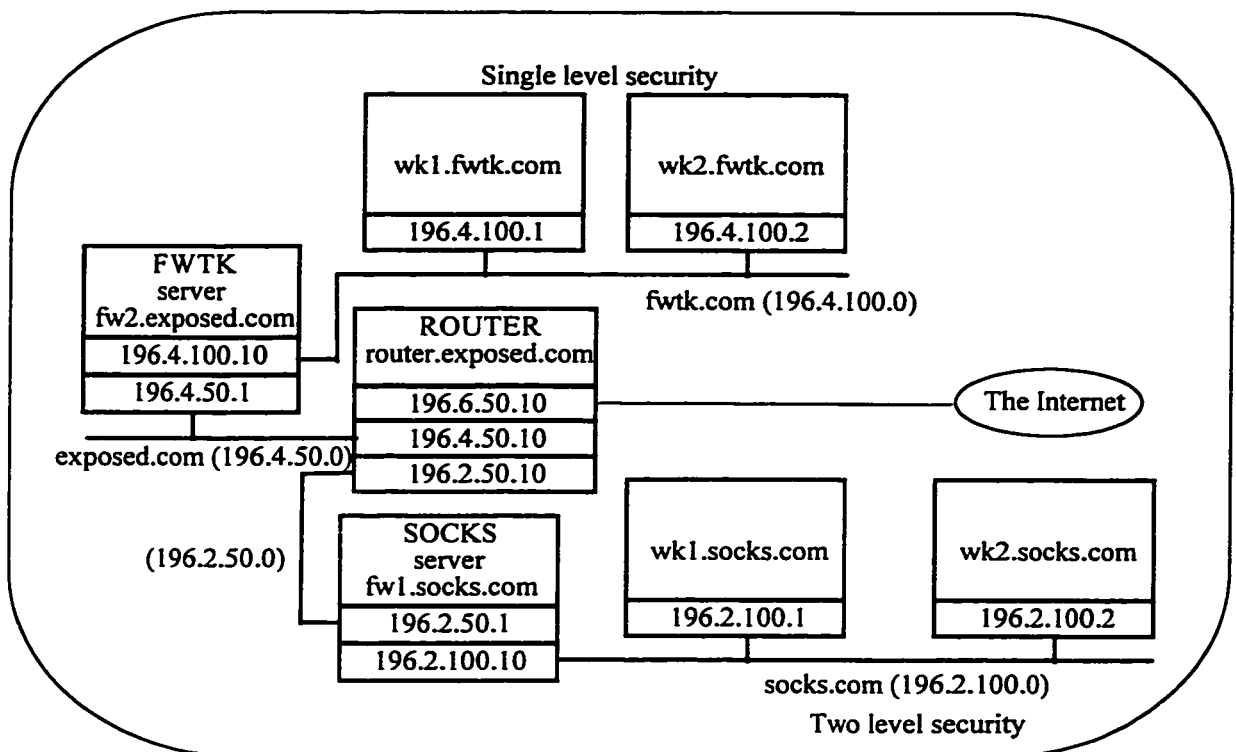 Single level security
wk1.fwtk.com
196.4.100.1
wk2.fwtk.com
196.4.100.2
fwtk.com (196.4.100.0)
FWTK
server
fw2.exposed.com
196.4.100.10
196.4.50.1
exposed.com (196.4.50.0)
ROUTER
router.exposed.com
196.6.50.10
196.4.50.10
196.2.50.10
The Internet
(196.2.50.0)
SOCKS
server
fw1.socks.com
196.2.50.1
196.2.100.10
wk1.socks.com
196.2.100.1
wk2.socks.com
196.2.100.2
socks.com (196.2.100.0)
Two level security